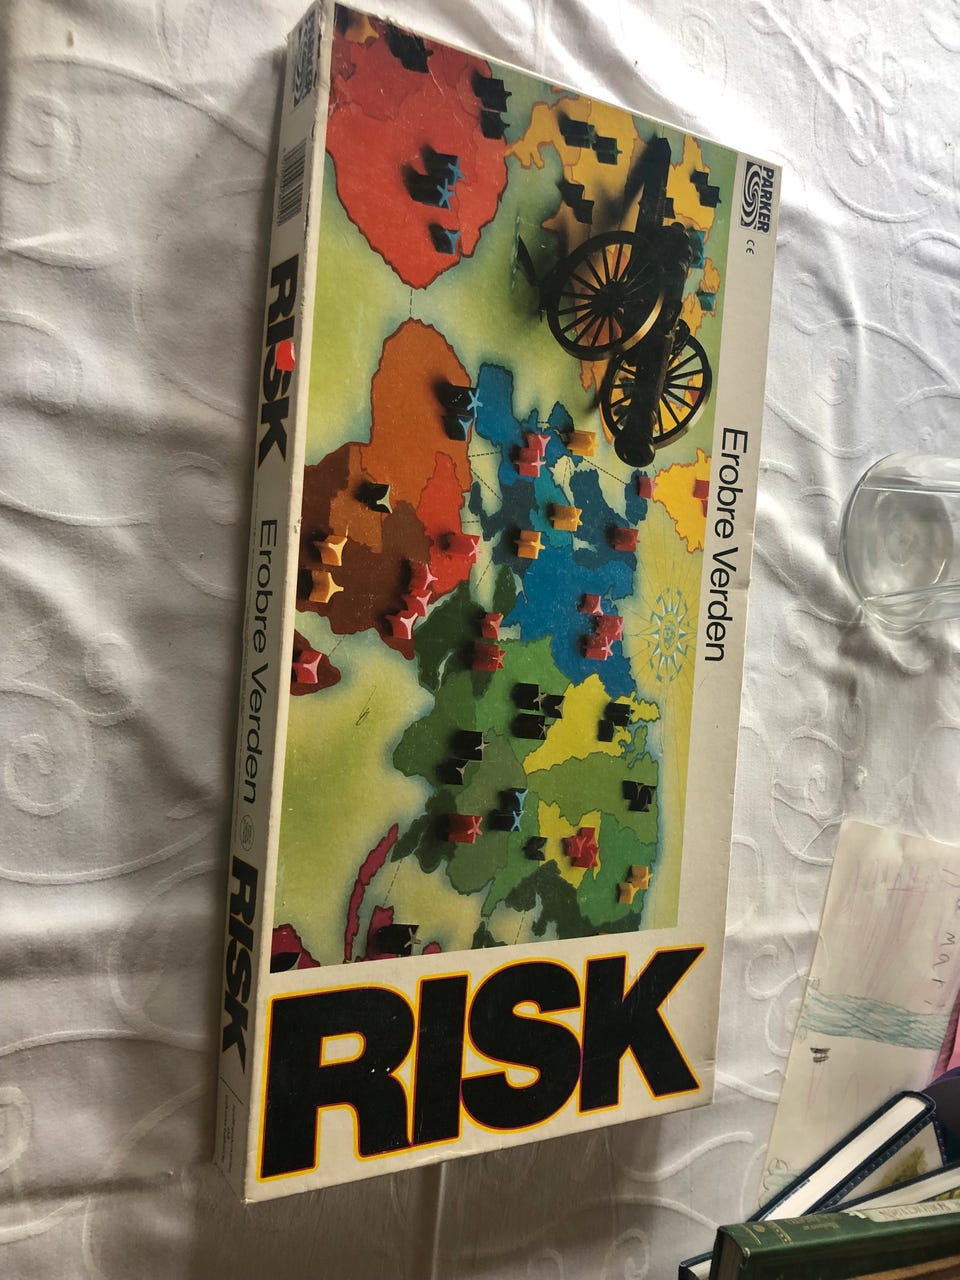 PARKER
CE
Erobre Verden
RISK
RISK
Erobre Verden
RISK